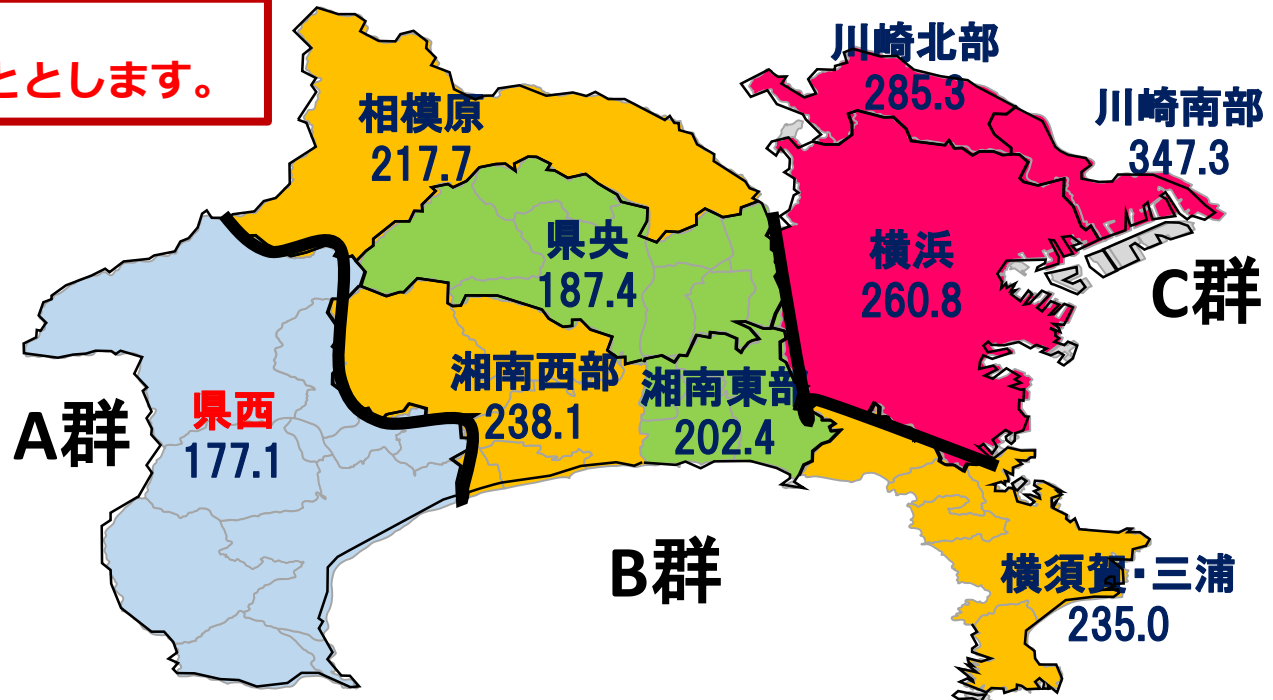 ととします。
川崎北部
285.3
川崎南部
347.3
相模原
217.7
県央
187.4
横浜
260.8
C群
湘南西部
238.1
湘南東部
202.4
県西
177.1
A群
B群
横須賀・三浦
235.0